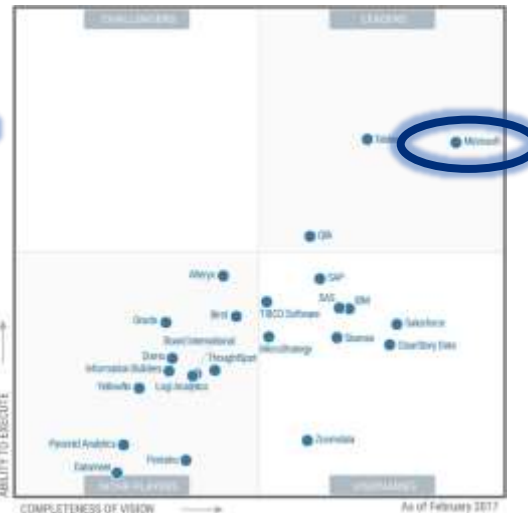 CHALLENGERS
LEADERS
Microsoft
Qlik
Alteryx
SAP
SAS
IBM
TIBCO Software
Birst
Oracle
Salesforce
Board International
MicroStrategy
Sisense
ClearStory Data
Domo
ThoughtSpot
Information Builders
Logi Analytics
Yellowfin
Zoomdata
Pyramid Analytics
Pentaho
Datameer
NICHE PLAYERS
VISIONARIES
ABILITY TO EXECUTE
COMPLETENESS OF VISION
As of February 2017